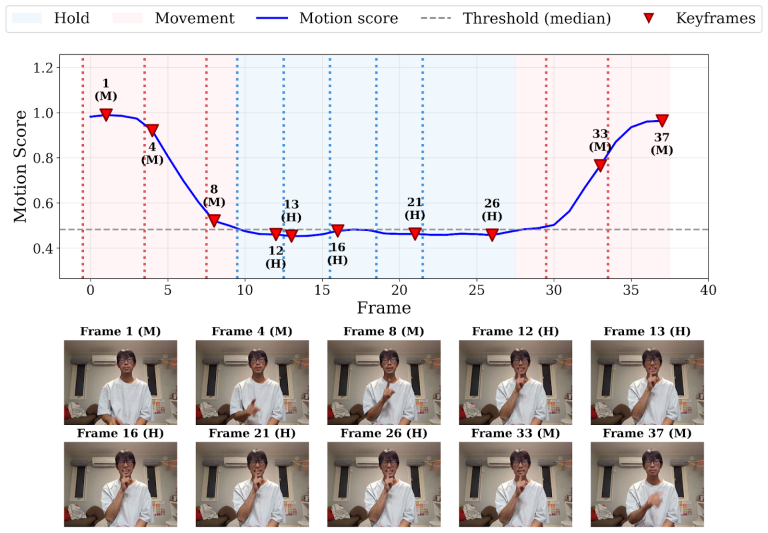 Hold Movement Motion score Threshold (median) Keyframes
1
(M)
4
(M)
8
(M)
12
(H)
13
(H)
16
(H)
21
(H)
26
(H)
33
(M)
37
(M)
1.2
1.0
0.8
0.6
0.4
Motion Score
0 5 10 15 20 25 30 35 40
Frame
Frame 1 (M) Frame 4 (M) Frame 8 (M) Frame 12 (H) Frame 13 (H)
Frame 16 (H) Frame 21 (H) Frame 26 (H) Frame 33 (M) Frame 37 (M)